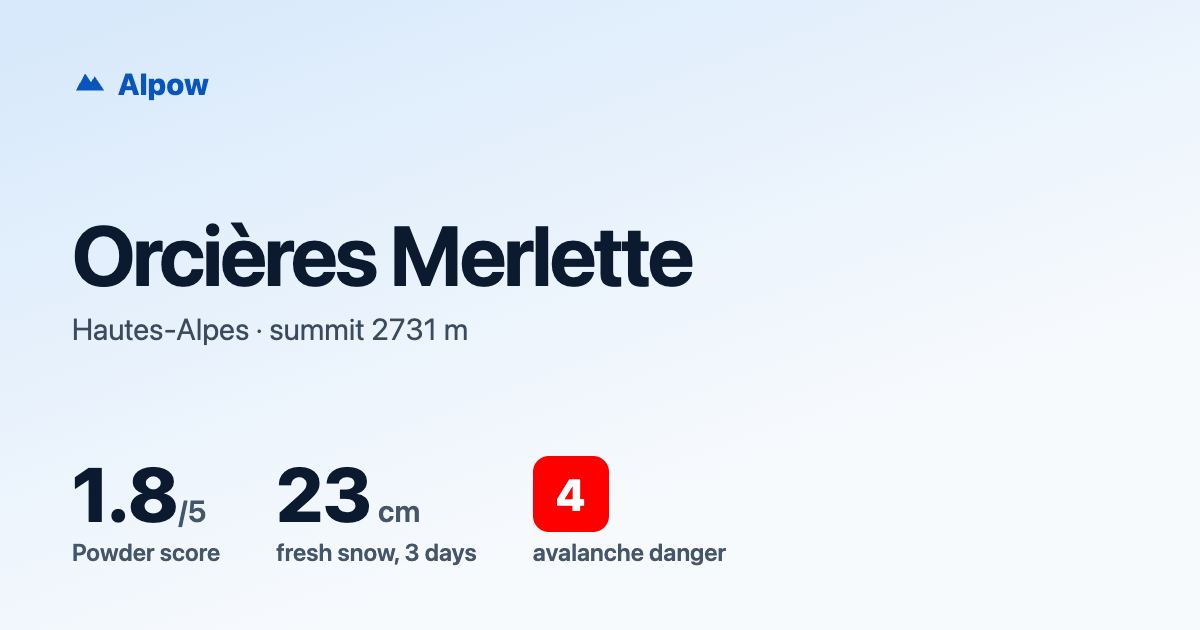 Alpow
Orcières Merlette
Hautes-Alpes · summit 2731 m
1.8/5
Powder score
23 cm
fresh snow, 3 days
4
avalanche danger